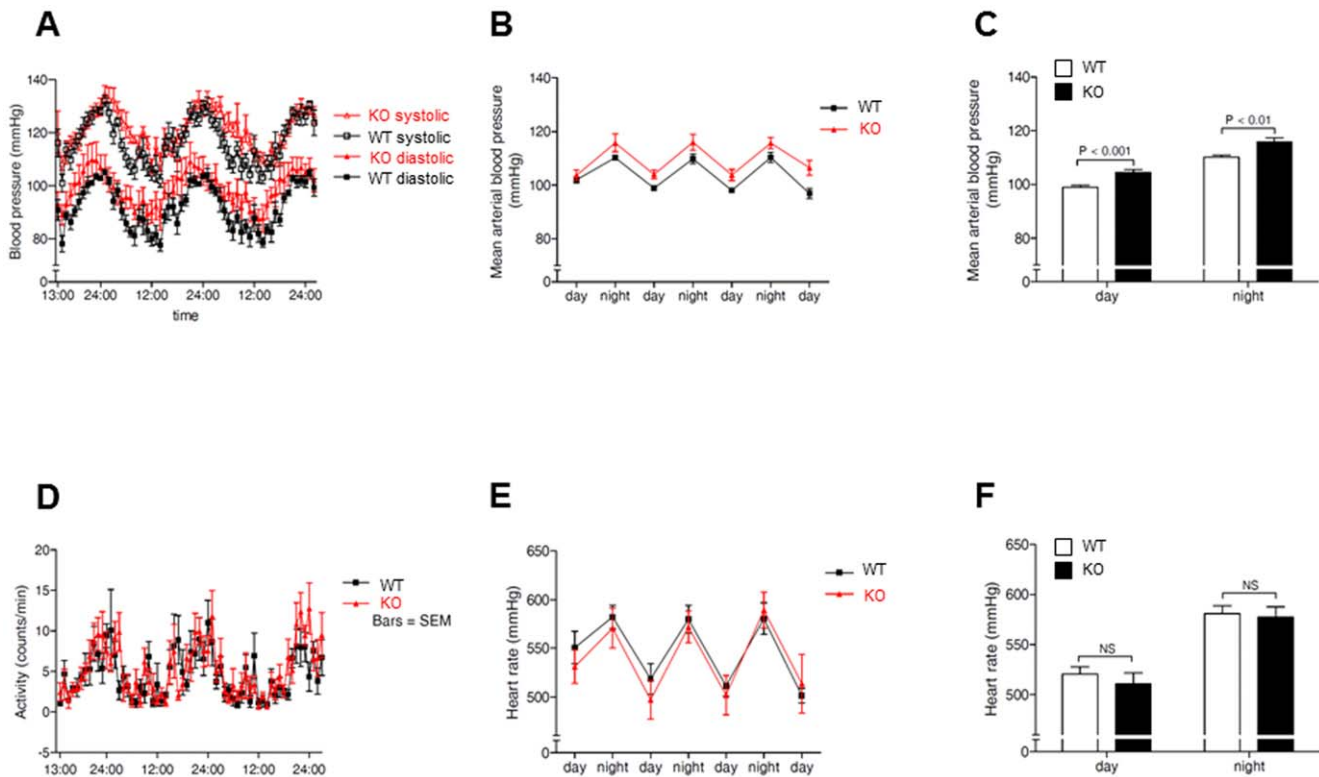 A
Blood pressure (mmHg)
140
120
100
80
0
13:00 24:00 12:00 24:00 12:00 24:00
time
KO systolic
WT systolic
KO diastolic
WT diastolic
B
Mean arterial blood pressure
(mmHg)
140
120
100
80
0
day night day night day night day
WT
KO
C
WT
KO
Mean arterial blood pressure
(mmHg)
140
120
100
80
0
P < 0.001
P < 0.01
day night
D
Activity (counts/min)
20
15
10
5
0
-5
13:00 24:00 12:00 24:00 12:00 24:00
WT
KO
Bars = SEM
E
Heart rate (mmHg)
650
600
550
500
0
day night day night day night day
WT
KO
F
WT
KO
Heart rate (mmHg)
650
600
550
500
0
NS
NS
day night